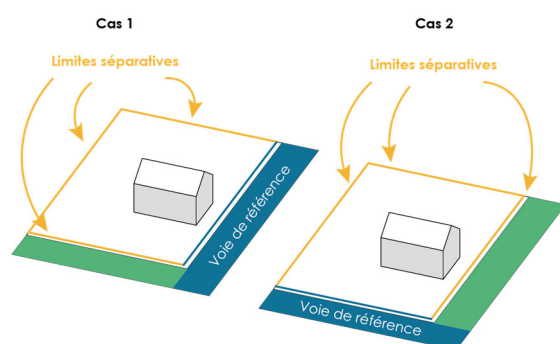 Cas 1
Cas 2
Limites séparatives
Limites séparatives
Voie de référence
Voie de référence